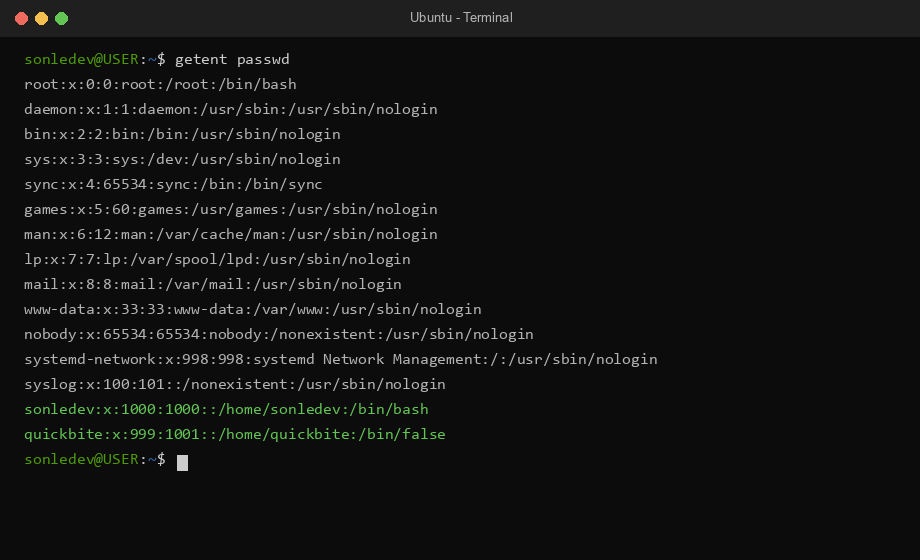 Ubuntu - Terminal
sonledev@USER:~$ getent passwd
root:x:0:0:root:/root:/bin/bash
daemon:x:1:1:daemon:/usr/sbin:/usr/sbin/nologin
bin:x:2:2:bin:/bin:/usr/sbin/nologin
sys:x:3:3:sys:/dev:/usr/sbin/nologin
sync:x:4:65534:sync:/bin:/bin/sync
games:x:5:60:games:/usr/games:/usr/sbin/nologin
man:x:6:12:man:/var/cache/man:/usr/sbin/nologin
lp:x:7:7:lp:/var/spool/lpd:/usr/sbin/nologin
mail:x:8:8:mail:/var/mail:/usr/sbin/nologin
www-data:x:33:33:www-data:/var/www:/usr/sbin/nologin
nobody:x:65534:65534:nobody:/nonexistent:/usr/sbin/nologin
systemd-network:x:998:998:systemd Network Management:/:/usr/sbin/nologin
syslog:x:100:101::/nonexistent:/usr/sbin/nologin
sonledev:x:1000:1000::/home/sonledev:/bin/bash
quickbite:x:999:1001::/home/quickbite:/bin/false
sonledev@USER:~$